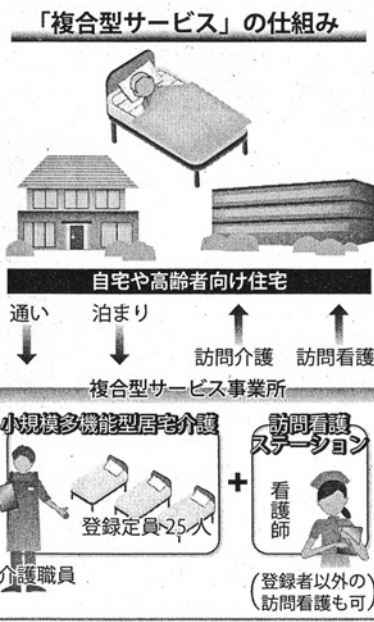 「複合型サービス」の仕組み
自宅や高齢者向け住宅
通い
泊まり
訪問介護
訪問看護
複合型サービス事業所
小規模多機能型居宅介護
登録定員25人
介護職員
+
訪問看護
ステーション
看護師
(登録者以外の
訪問看護も可)